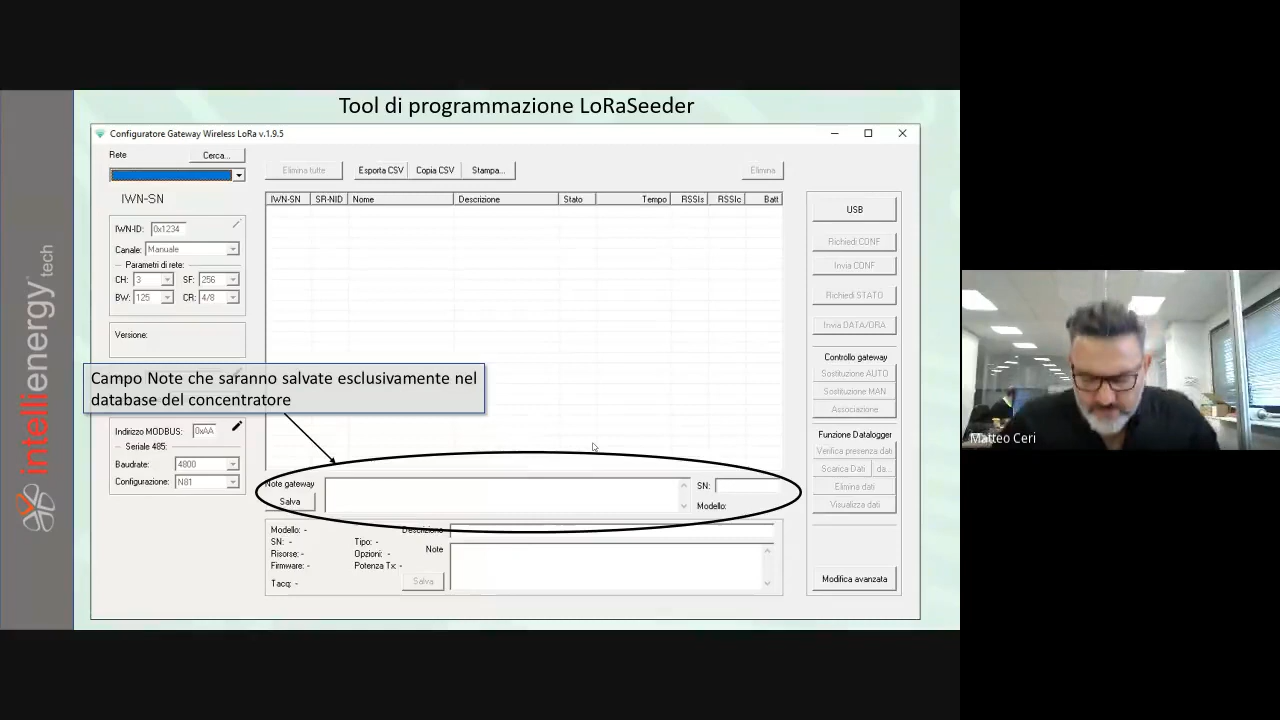 Tool di programmazione LoRaSeeder
Configuratore Gateway Wireless LoRa v.1.9.5
Rete
Cerca...
Elimina tutte
Esporta CSV
Copia CSV
Stampa...
Elimina
IWN-SN
IWN-SN SR-NID Nome Descrizione Stato Tempo RSSIs RSSIc Batt
IWN-ID: 0x1234
Canale: Manuale
Parametri di rete:
CH: 3 SF: 256
BW: 125 CR: 4/8
Versione:
Campo Note che saranno salvate esclusivamente nel
database del concentratore
Indirizzo MODBUS: 0xAA
Seriale 485:
Baudrate: 4800
Configurazione: N81
Note gateway
Salva
SN:
Modello:
Modello: -
SN: -
Risorse: -
Firmware: -
Tacq: -
Tipo: -
Opzioni: -
Potenza Tx: -
Descrizione
Note
Salva
USB
Richiedi CONF
Invia CONF
Richiedi STATO
Invia DATA/ORA
Controllo gateway
Sostituzione AUTO
Sostituzione MAN
Associazione
Funzione Datalogger
Verifica presenza dati
Scarica Dati da...
Elimina dati
Visualizza dati
Modifica avanzata
intellienergy tech
Matteo Ceri